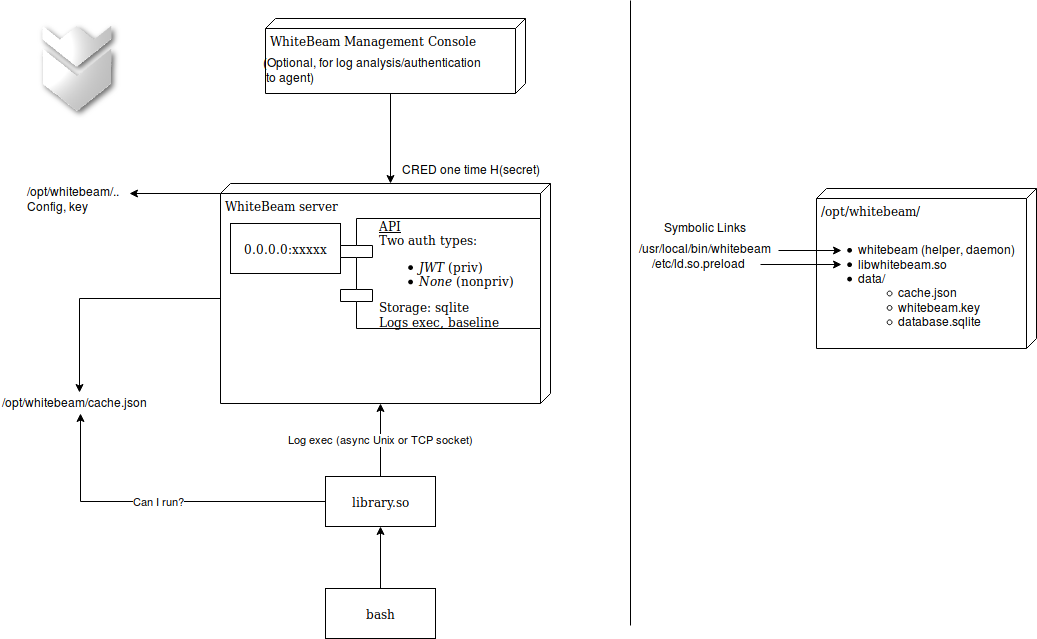 WhiteBeam Management Console
(Optional, for log analysis/authentication
to agent)
CRED one time H(secret)
/opt/whitebeam/..
Config, key
WhiteBeam server
0.0.0.0:xxxxx
API
Two auth types:
• JWT (priv)
• None (nonpriv)
Storage: sqlite
Logs exec, baseline
/opt/whitebeam/cache.json
Log exec (async Unix or TCP socket)
Can I run?
library.so
bash
Symbolic Links
/usr/local/bin/whitebeam
/etc/ld.so.preload
/opt/whitebeam/
• whitebeam (helper, daemon)
• libwhitebeam.so
• data/
○ cache.json
○ whitebeam.key
○ database.sqlite